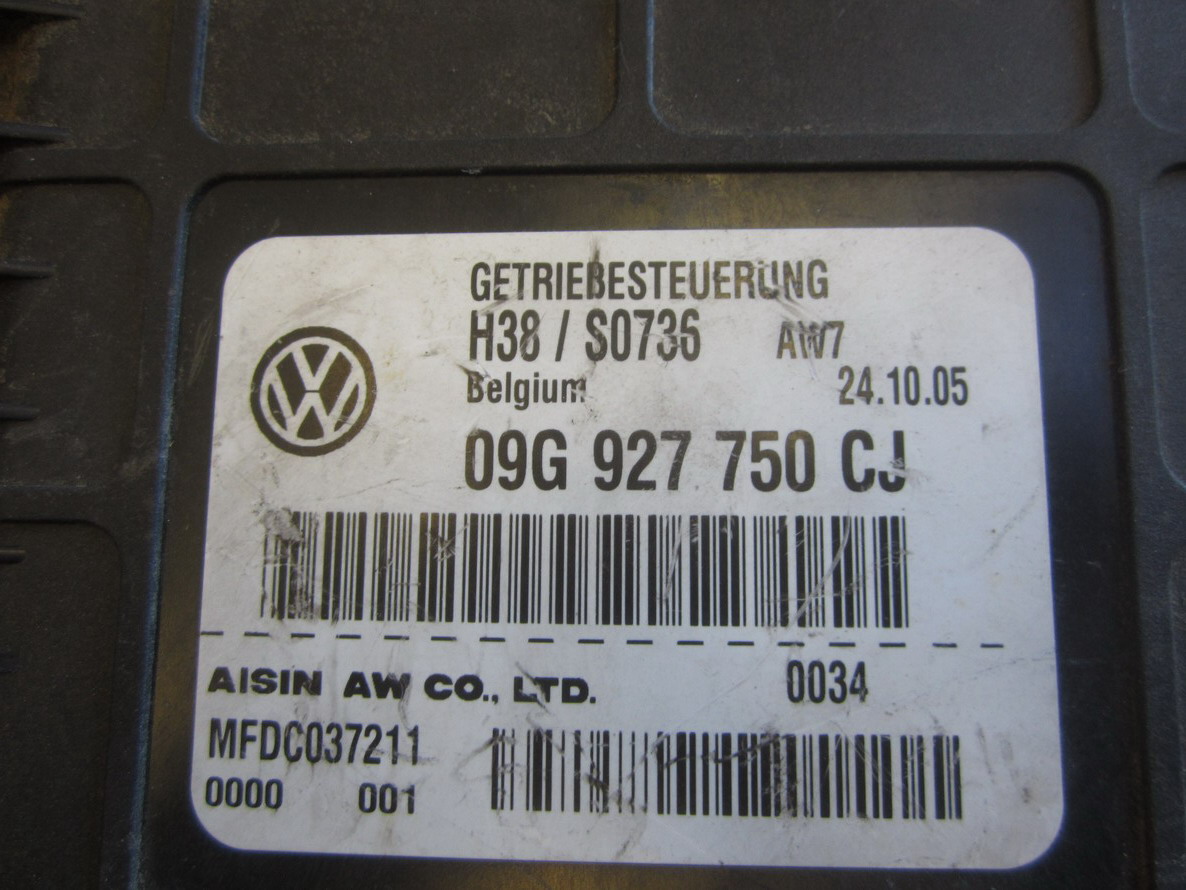 GETRIEBESTEUERUNG
H38 / S0736 AW7
Belgium 24.10.05
09G 927 750 CJ
AISIN AW CO., LTD. 0034
MFDC037211
0000 001